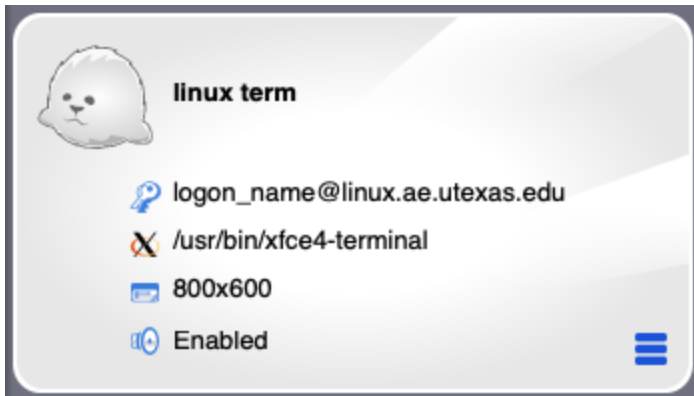 linux term
logon_name@linux.ae.utexas.edu
/usr/bin/xfce4-terminal
800x600
Enabled